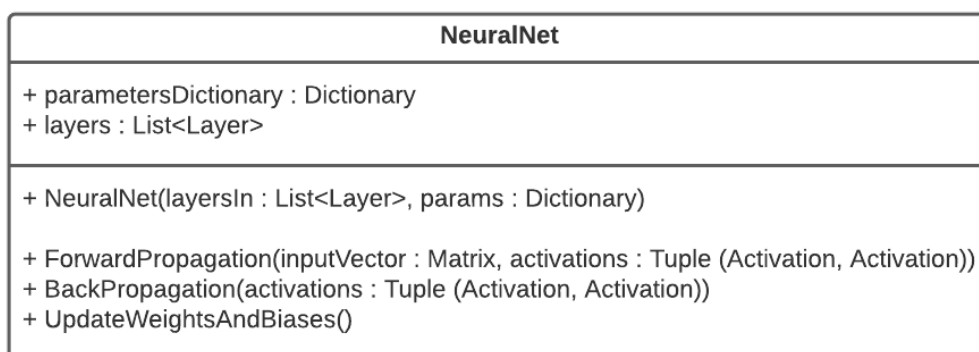 NeuralNet
+ parametersDictionary : Dictionary
+ layers : List<Layer>
+ NeuralNet(layersIn : List<Layer>, params : Dictionary)
+ ForwardPropagation(inputVector : Matrix, activations : Tuple (Activation, Activation))
+ BackPropagation(activations : Tuple (Activation, Activation))
+ UpdateWeightsAndBiases()